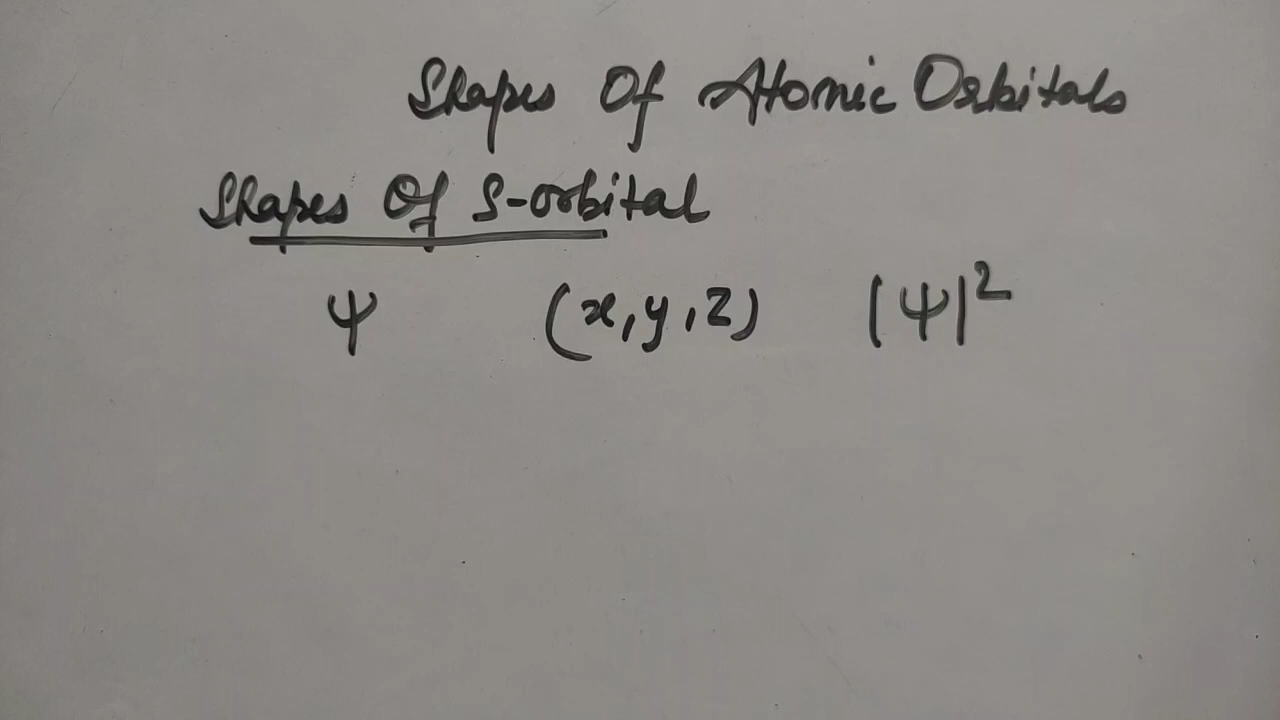 Shapes Of Atomic Orbitals
Shapes Of S-orbital
ψ (x,y,z) |ψ|²